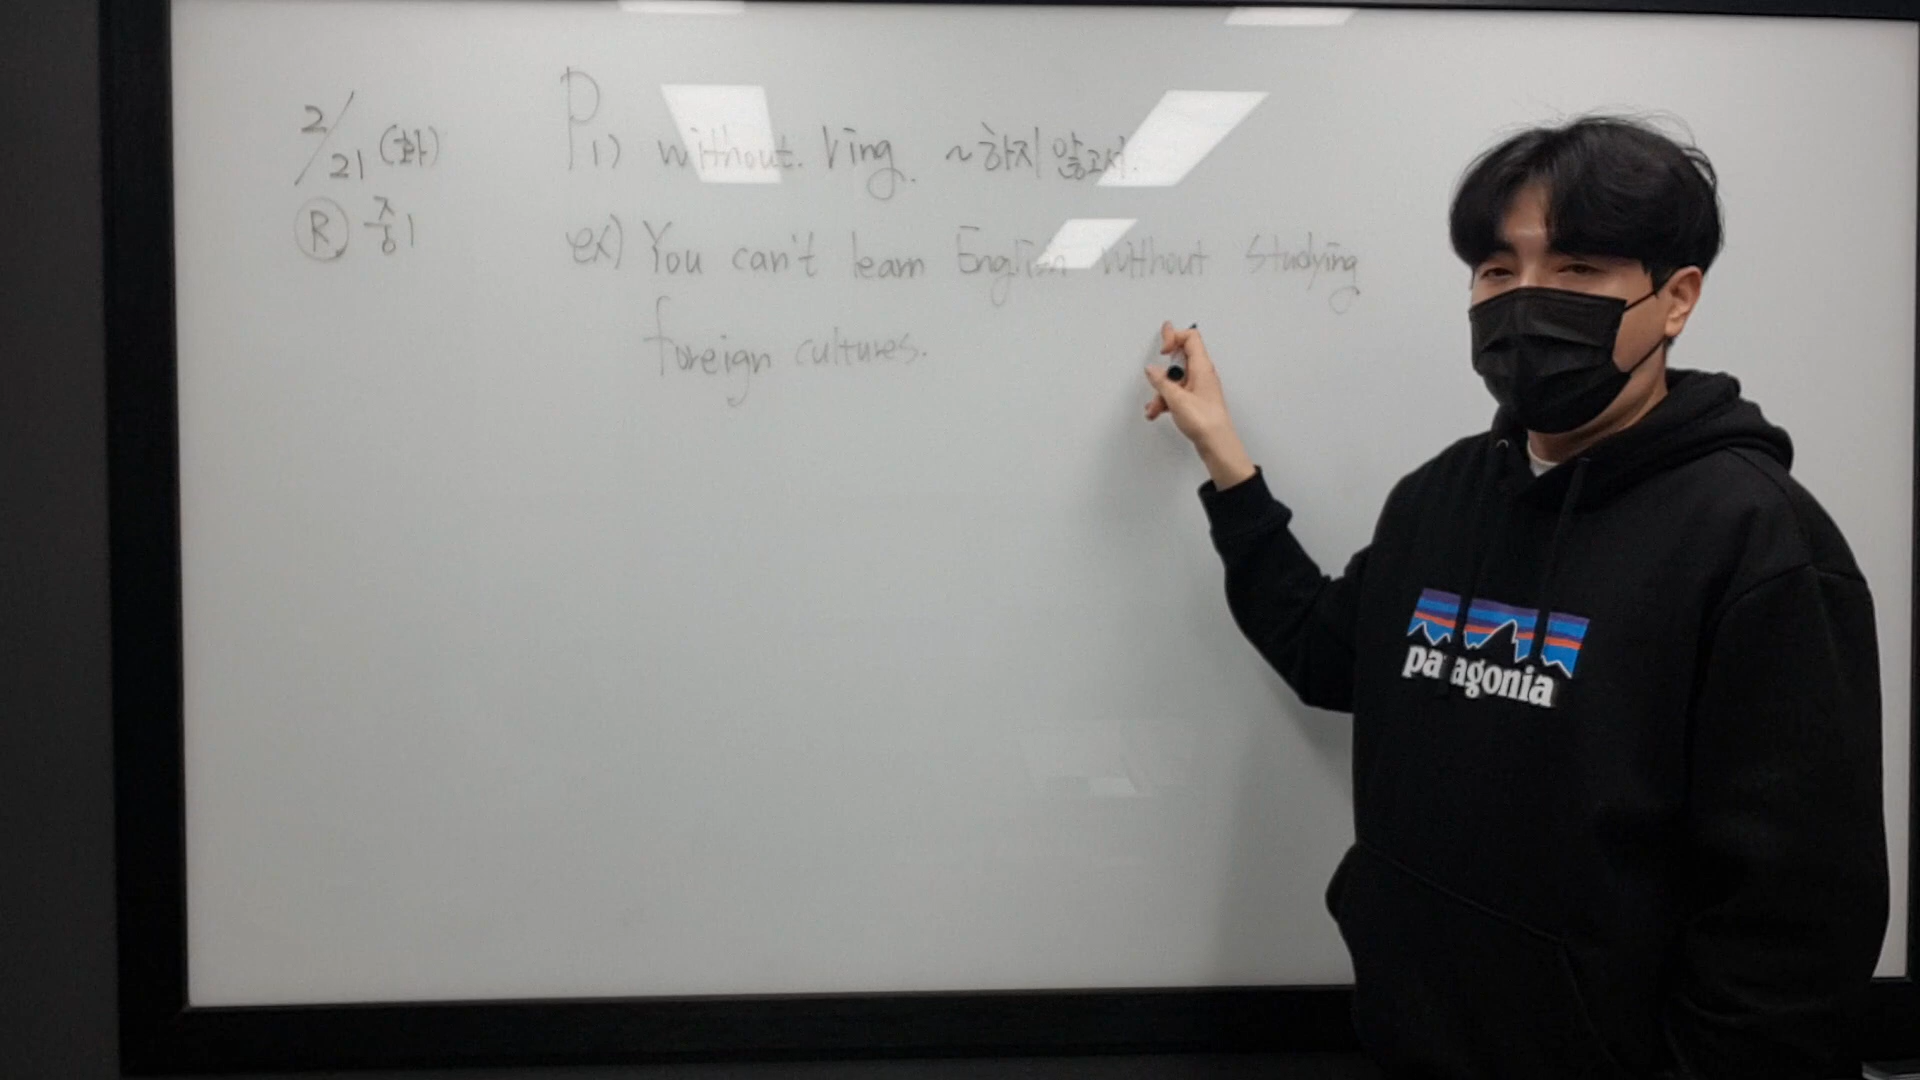 2/21 (화)
Ⓡ 중1
P1) without. Ving. ~하지 않고서.
ex) You can't learn English without studying
foreign cultures.
patagonia